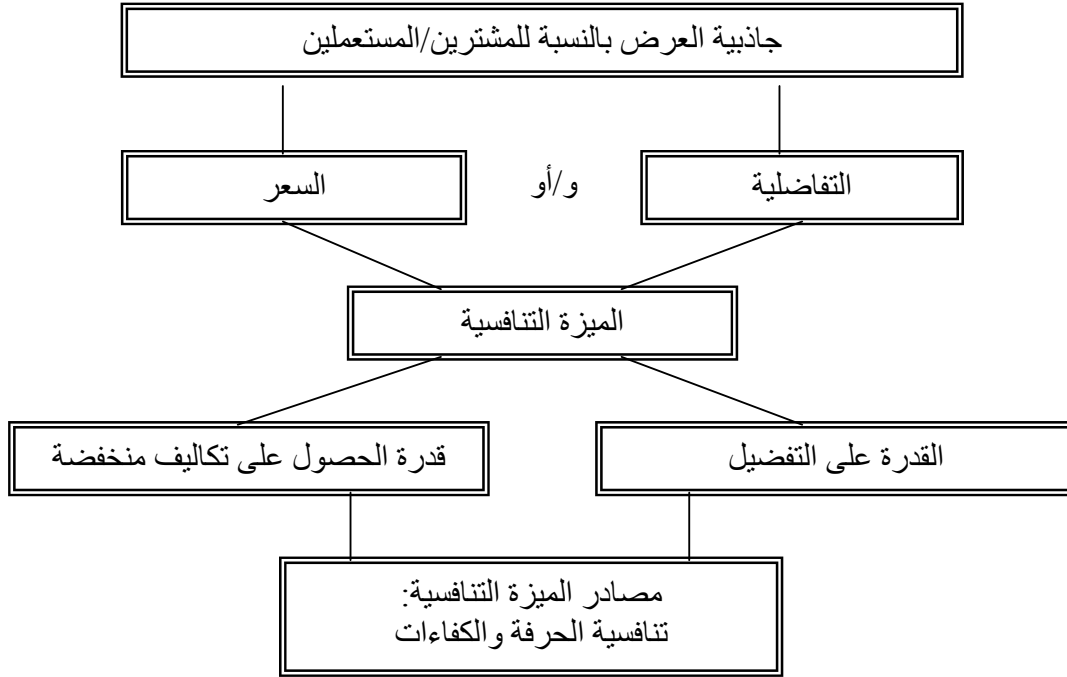 جاذبية العرض بالنسبة للمشترين/المستعملين
التفاضلية
و/أو
السعر
الميزة التنافسية
القدرة على التفضيل
قدرة الحصول على تكاليف منخفضة
مصادر الميزة التنافسية:
تنافسية الحرفة والكفاءات